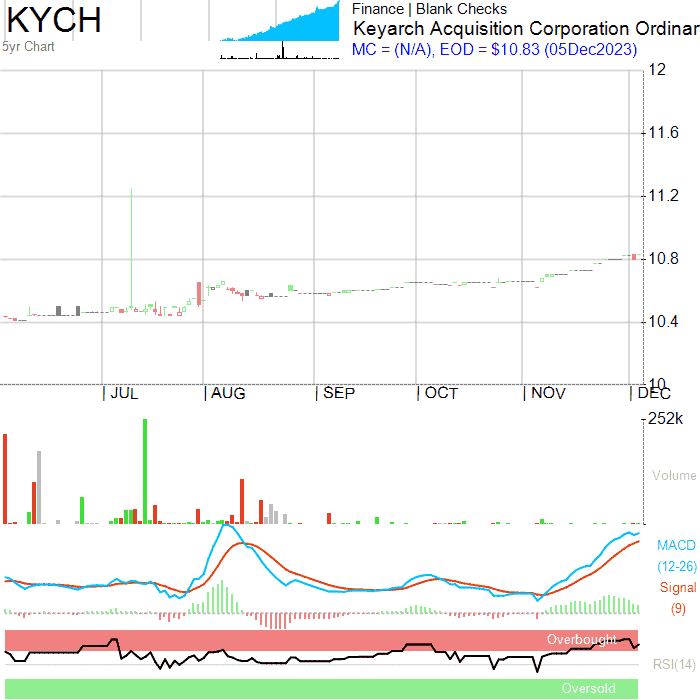 KYCH
5yr Chart
Finance | Blank Checks
Keyarch Acquisition Corporation Ordinar
MC = (N/A), EOD = $10.83 (05Dec2023)
12
11.6
11.2
10.8
10.4
10
JUL
AUG
SEP
OCT
NOV
DEC
252k
Volume
MACD
(12-26)
Signal
(9)
Overbought
RSI(14)
Oversold